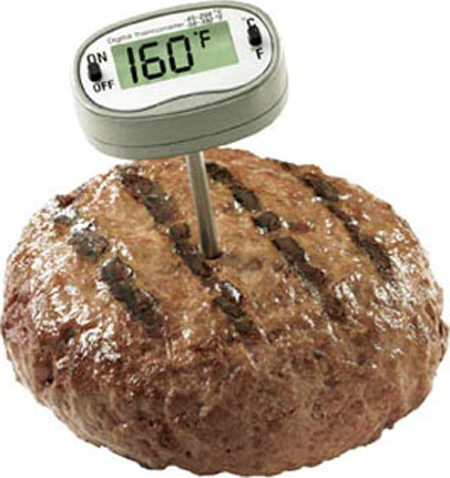 Digital Thermometer
ON
OFF
160°F
°C
F